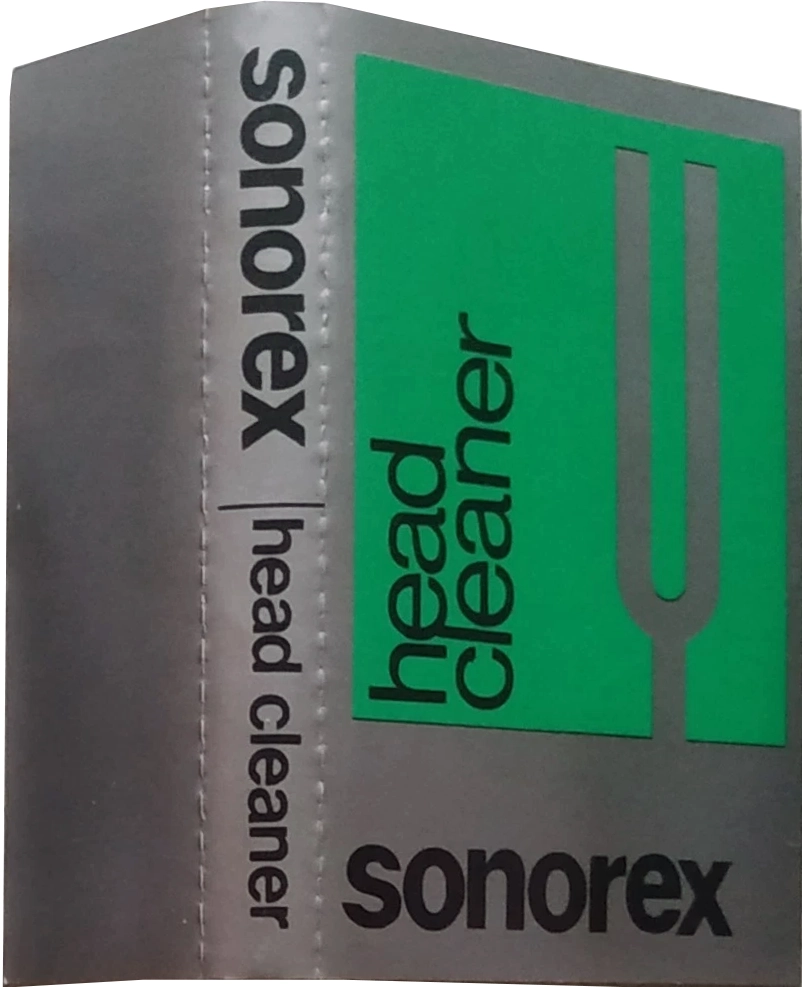 sonorex | head cleaner
head
cleaner
sonorex